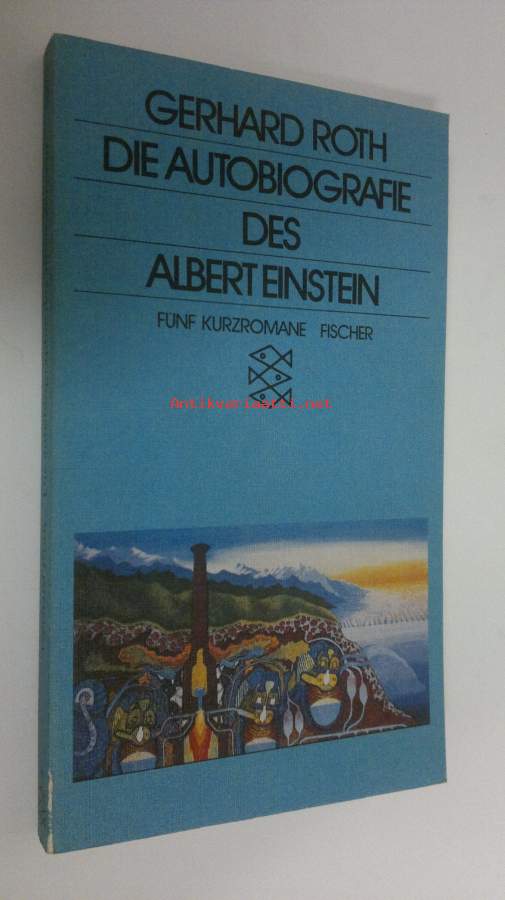 GERHARD ROTH
DIE AUTOBIOGRAFIE
DES
ALBERT EINSTEIN
FÜNF KURZROMANE FISCHER
Antikvariaatti.net